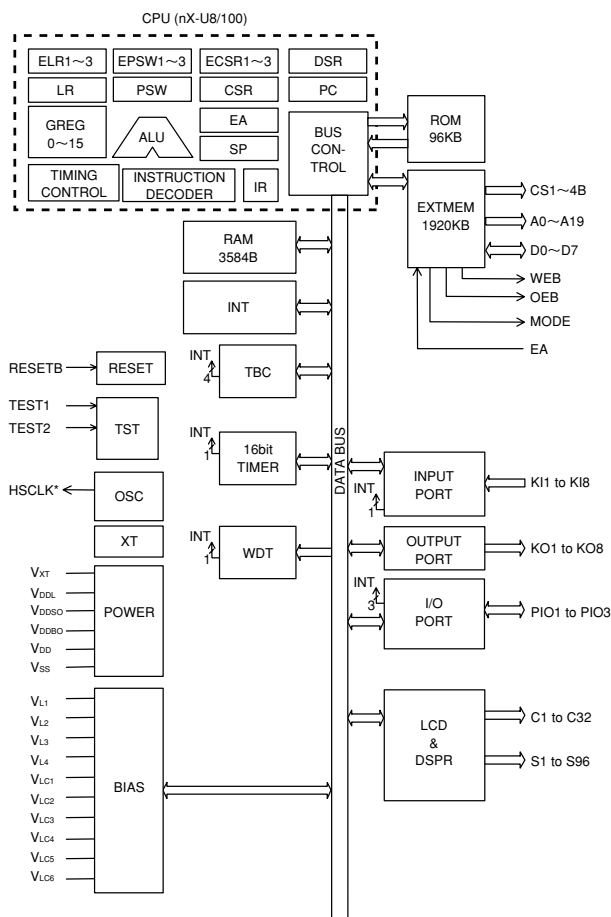 CPU (nX-U8/100)
ELR1～3
EPSW1～3
ECSR1～3
DSR
LR
PSW
CSR
PC
GREG
0～15
ALU
EA
SP
BUS
CON-
TROL
TIMING
CONTROL
INSTRUCTION
DECODER
IR
ROM
96KB
EXTMEM
1920KB
CS1～4B
A0～A19
D0～D7
WEB
OEB
MODE
EA
RAM
3584B
INT
RESETB
RESET
INT
4
TBC
TEST1
TEST2
TST
INT
1
16bit
TIMER
DATA BUS
INPUT
PORT
INT
1
KI1 to KI8
HSCLK*
OSC
XT
INT
1
WDT
OUTPUT
PORT
KO1 to KO8
INT
3
I/O
PORT
PIO1 to PIO3
VXT
VDDL
VDDSO
VDDBO
VDD
VSS
POWER
VL1
VL2
VL3
VL4
VLC1
VLC2
VLC3
VLC4
VLC5
VLC6
BIAS
LCD
&
DSPR
C1 to C32
S1 to S96